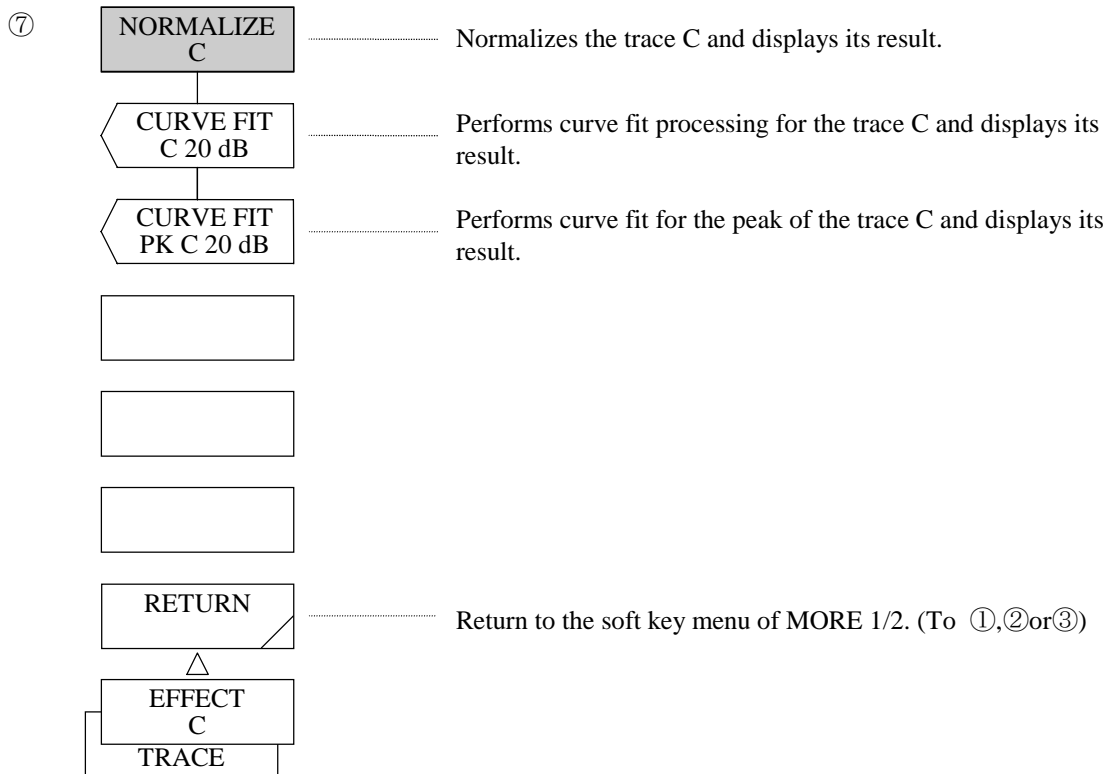 ⑦
NORMALIZE
C
Normalizes the trace C and displays its result.
CURVE FIT
C 20 dB
Performs curve fit processing for the trace C and displays its
result.
CURVE FIT
PK C 20 dB
Performs curve fit for the peak of the trace C and displays its
result.
RETURN
Return to the soft key menu of MORE 1/2. (To ①,②or③)
EFFECT
C
TRACE